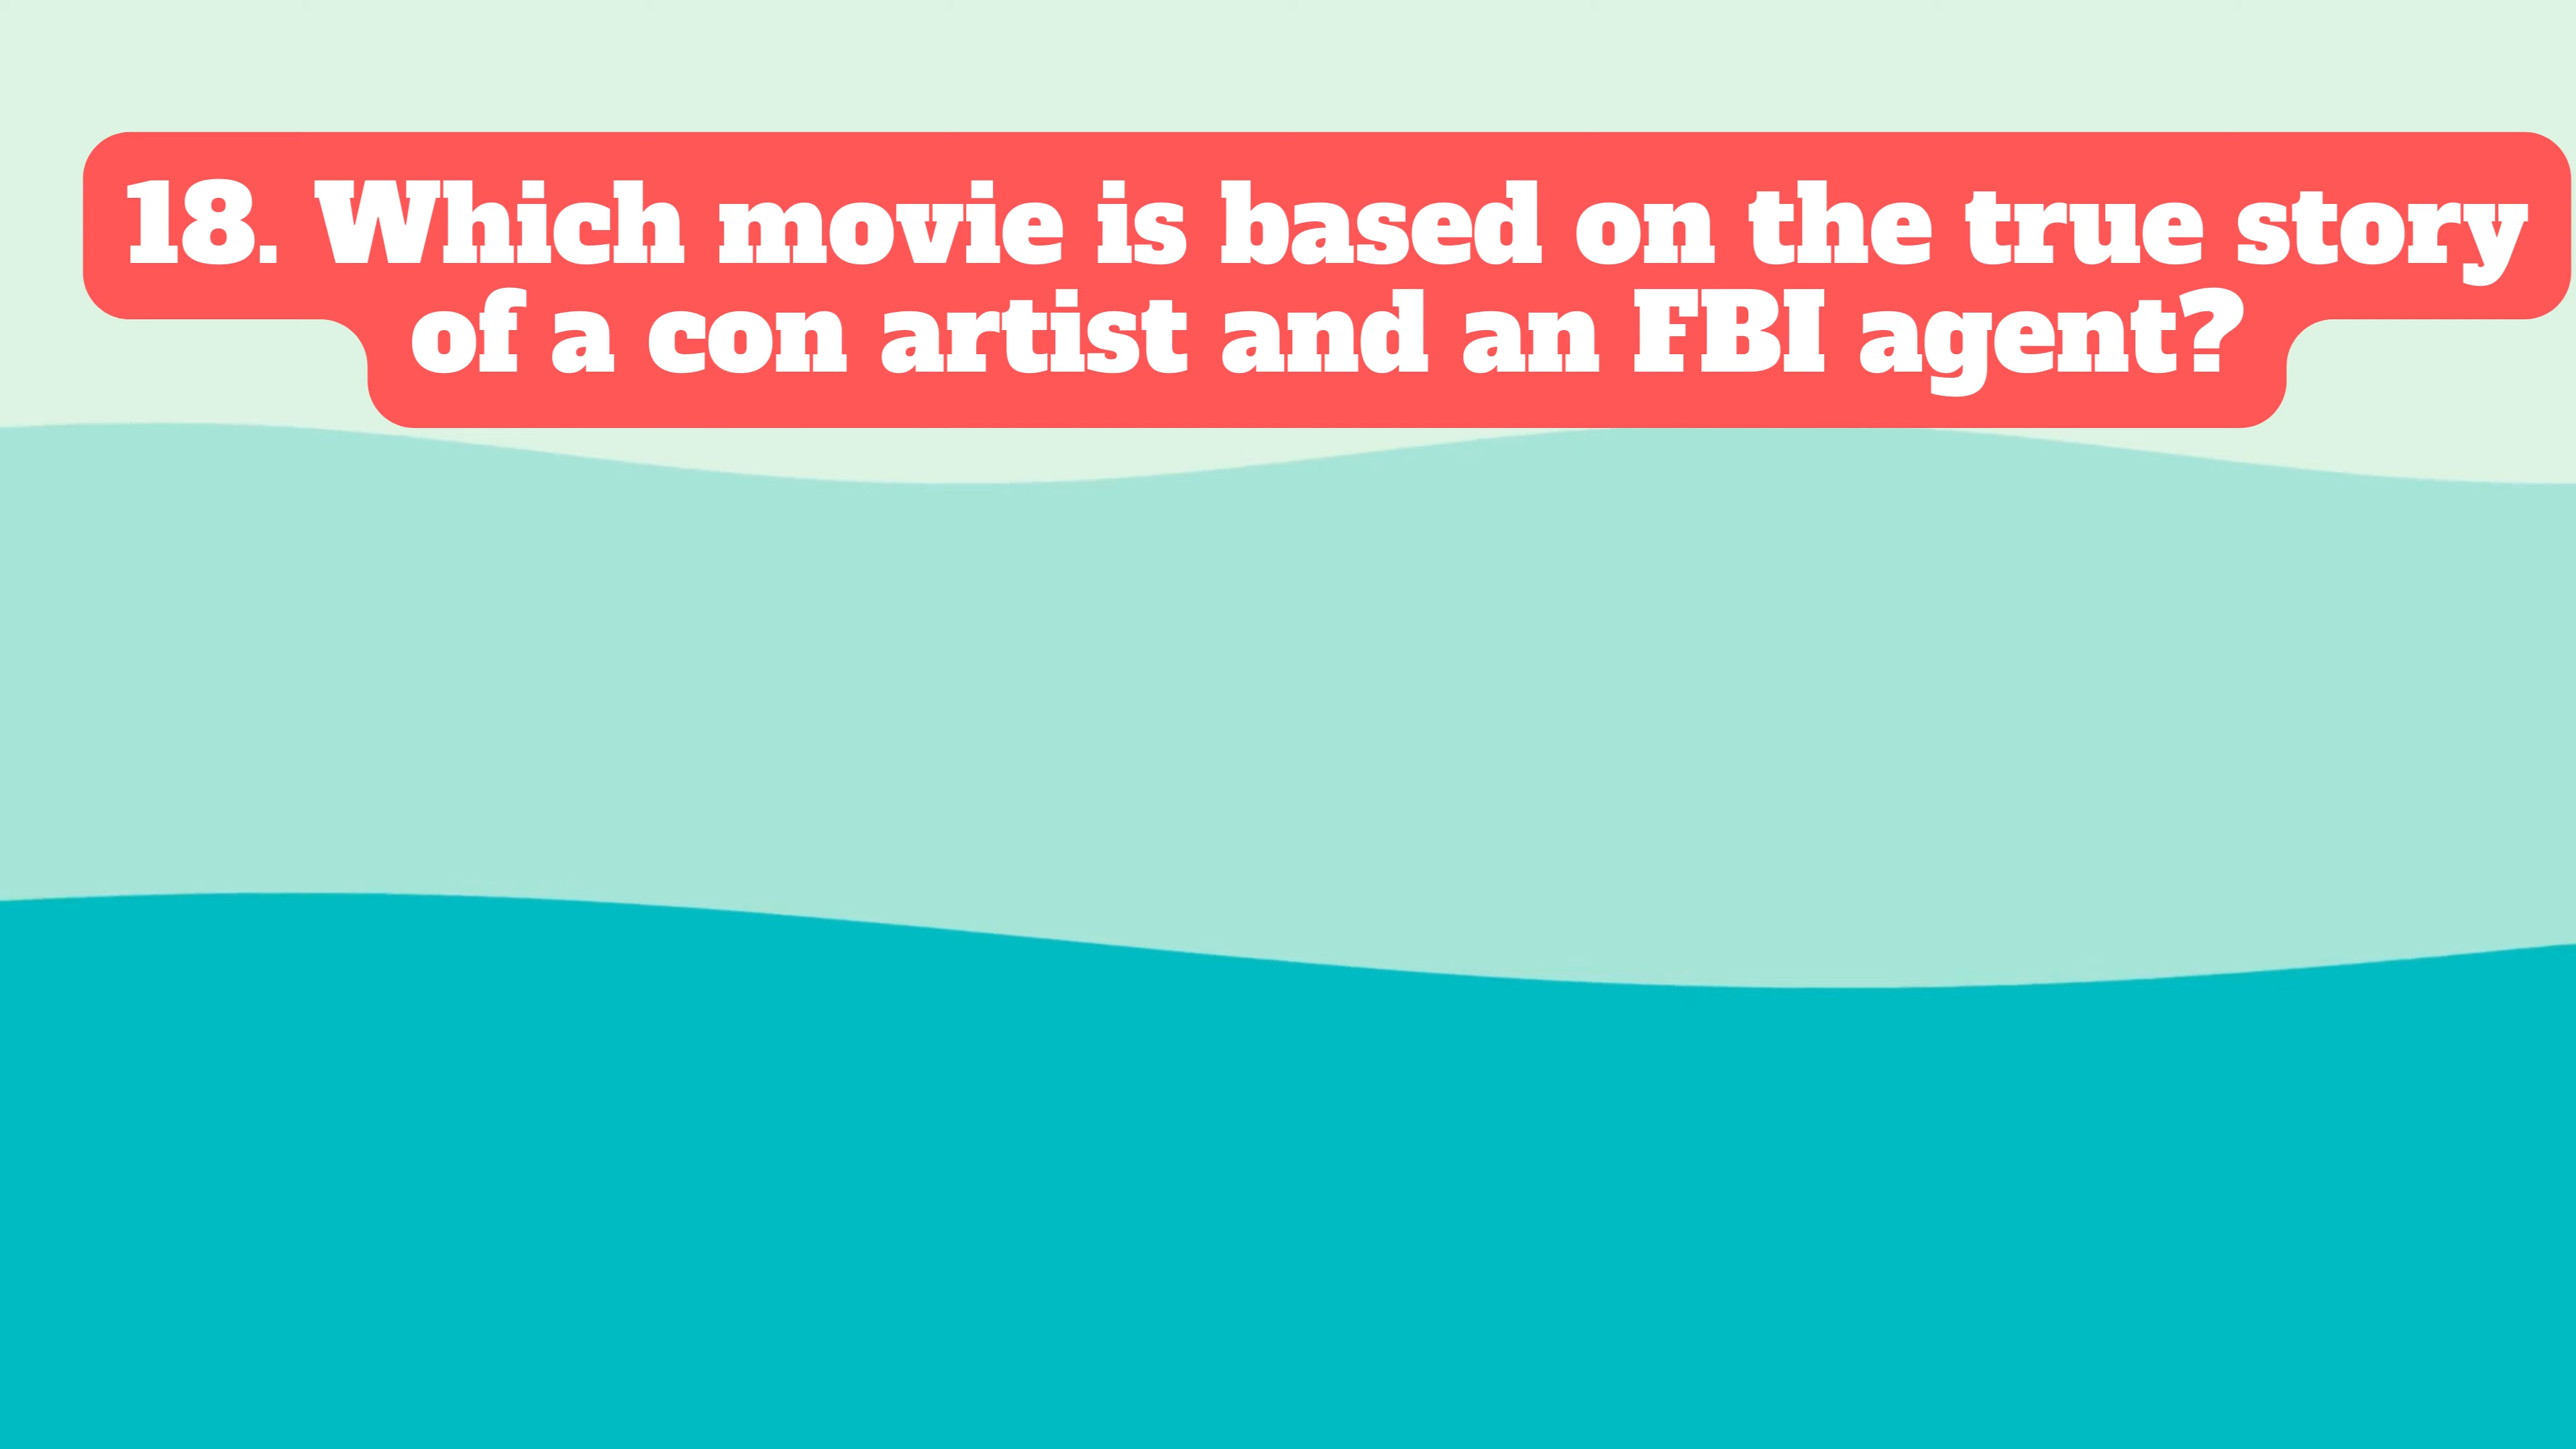 18. Which movie is based on the true story
of a con artist and an FBI agent?